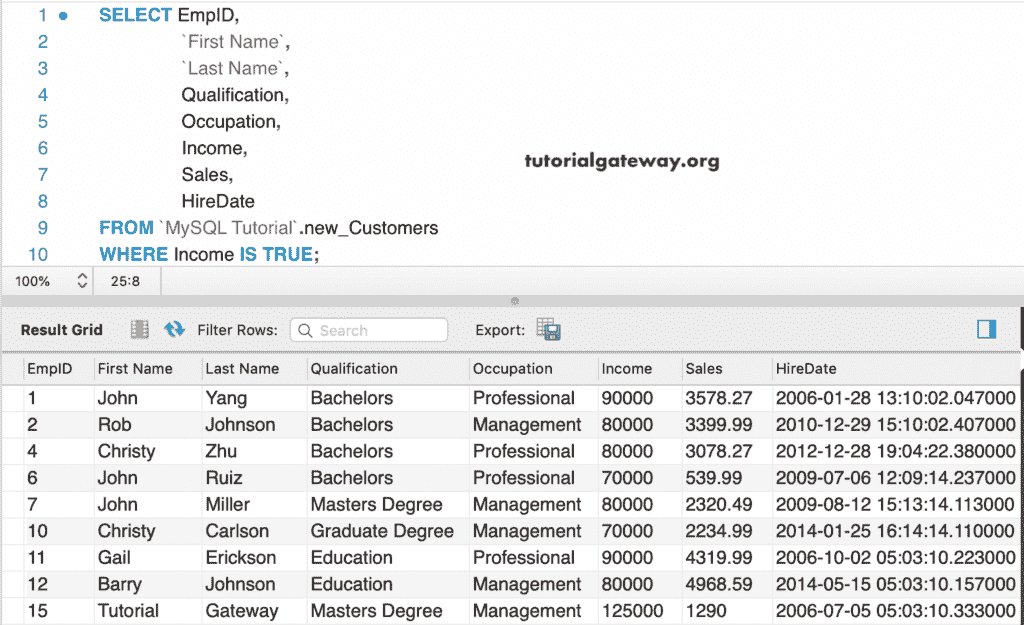 1 SELECT EmpID,
2 `First Name`,
3 `Last Name`,
4 Qualification,
5 Occupation,
6 Income,
7 Sales,
8 HireDate
9 FROM `MySQL Tutorial`.new_Customers
10 WHERE Income IS TRUE;
tutorialgateway.org
100% 25:8
Result Grid Filter Rows: Search Export:
EmpID First Name Last Name Qualification Occupation Income Sales HireDate
1 John Yang Bachelors Professional 90000 3578.27 2006-01-28 13:10:02.047000
2 Rob Johnson Bachelors Management 80000 3399.99 2010-12-29 15:10:02.407000
4 Christy Zhu Bachelors Professional 80000 3078.27 2012-12-28 19:04:22.380000
6 John Ruiz Bachelors Professional 70000 539.99 2009-07-06 12:09:14.237000
7 John Miller Masters Degree Management 80000 2320.49 2009-08-12 15:13:14.113000
10 Christy Carlson Graduate Degree Management 70000 2234.99 2014-01-25 16:14:14.110000
11 Gail Erickson Education Professional 90000 4319.99 2006-10-02 05:03:10.223000
12 Barry Johnson Education Management 80000 4968.59 2014-05-15 05:03:10.157000
15 Tutorial Gateway Masters Degree Management 125000 1290 2006-07-05 05:03:10.333000